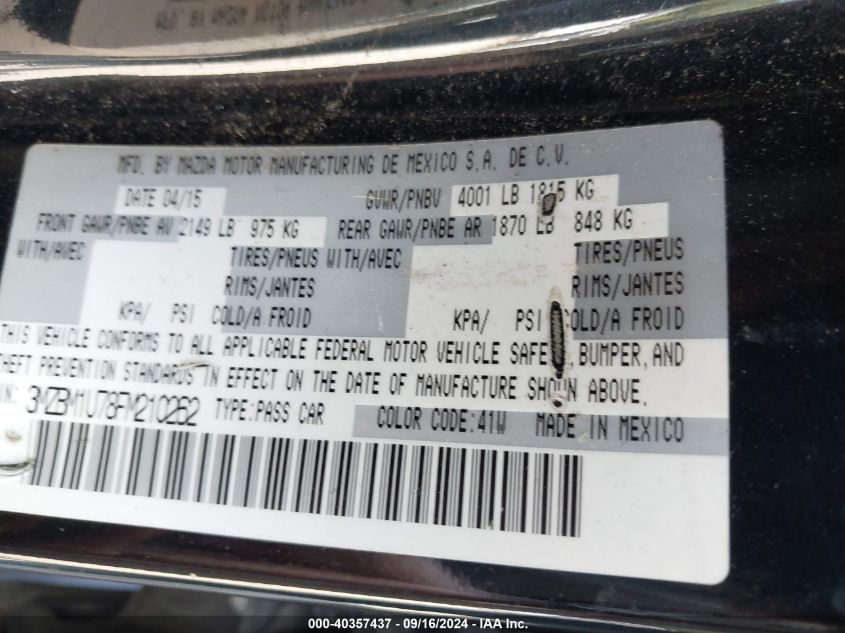 MFD. BY MAZDA MOTOR MANUFACTURING DE MEXICO S.A. DE C.V.
DATE 04/15 GVWR/PNBV 4001 LB 1815 KG
FRONT GAWR/PNBE AV 2149 LB 975 KG REAR GAWR/PNBE AR 1870 LB 848 KG
WITH/AVEC TIRES/PNEUS WITH/AVEC TIRES/PNEUS
RIMS/JANTES RIMS/JANTES
KPA/ PSI COLD/A FROID KPA/ PSI COLD/A FROID
THIS VEHICLE CONFORMS TO ALL APPLICABLE FEDERAL MOTOR VEHICLE SAFETY, BUMPER, AND
THEFT PREVENTION STANDARDS IN EFFECT ON THE DATE OF MANUFACTURE SHOWN ABOVE.
VIN: 3MZBM1U78FM210262 TYPE:PASS CAR COLOR CODE:41W MADE IN MEXICO
000-40357437 - 09/16/2024 - IAAI.com